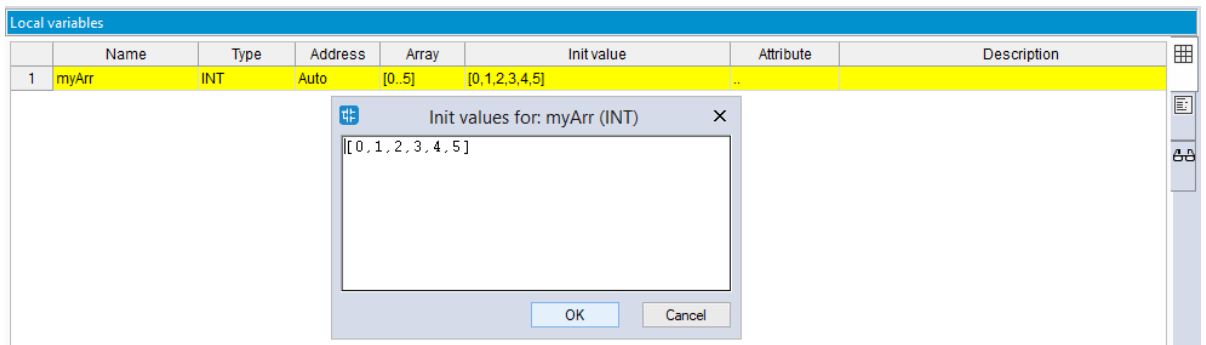 Local variables
Name Type Address Array Init value Attribute Description
1 myArr INT Auto [0..5] [0,1,2,3,4,5] ..
Init values for: myArr (INT) X
[0,1,2,3,4,5]
OK Cancel